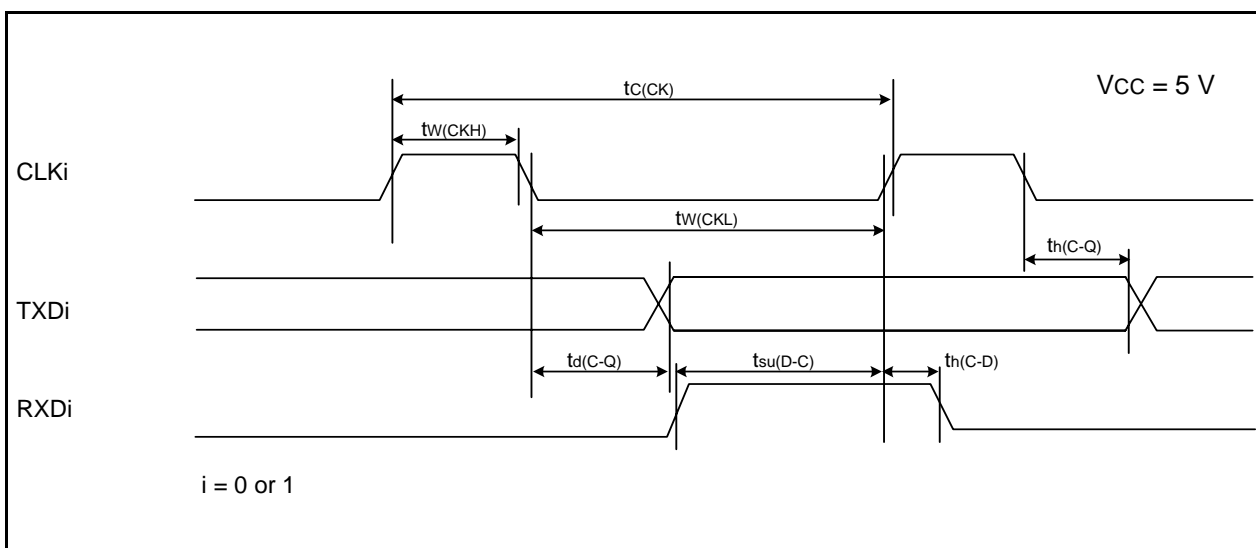 tC(CK)
VCC = 5 V
tW(CKH)
CLKi
tW(CKL)
th(C-Q)
TXDi
td(C-Q)
tsu(D-C)
th(C-D)
RXDi
i = 0 or 1